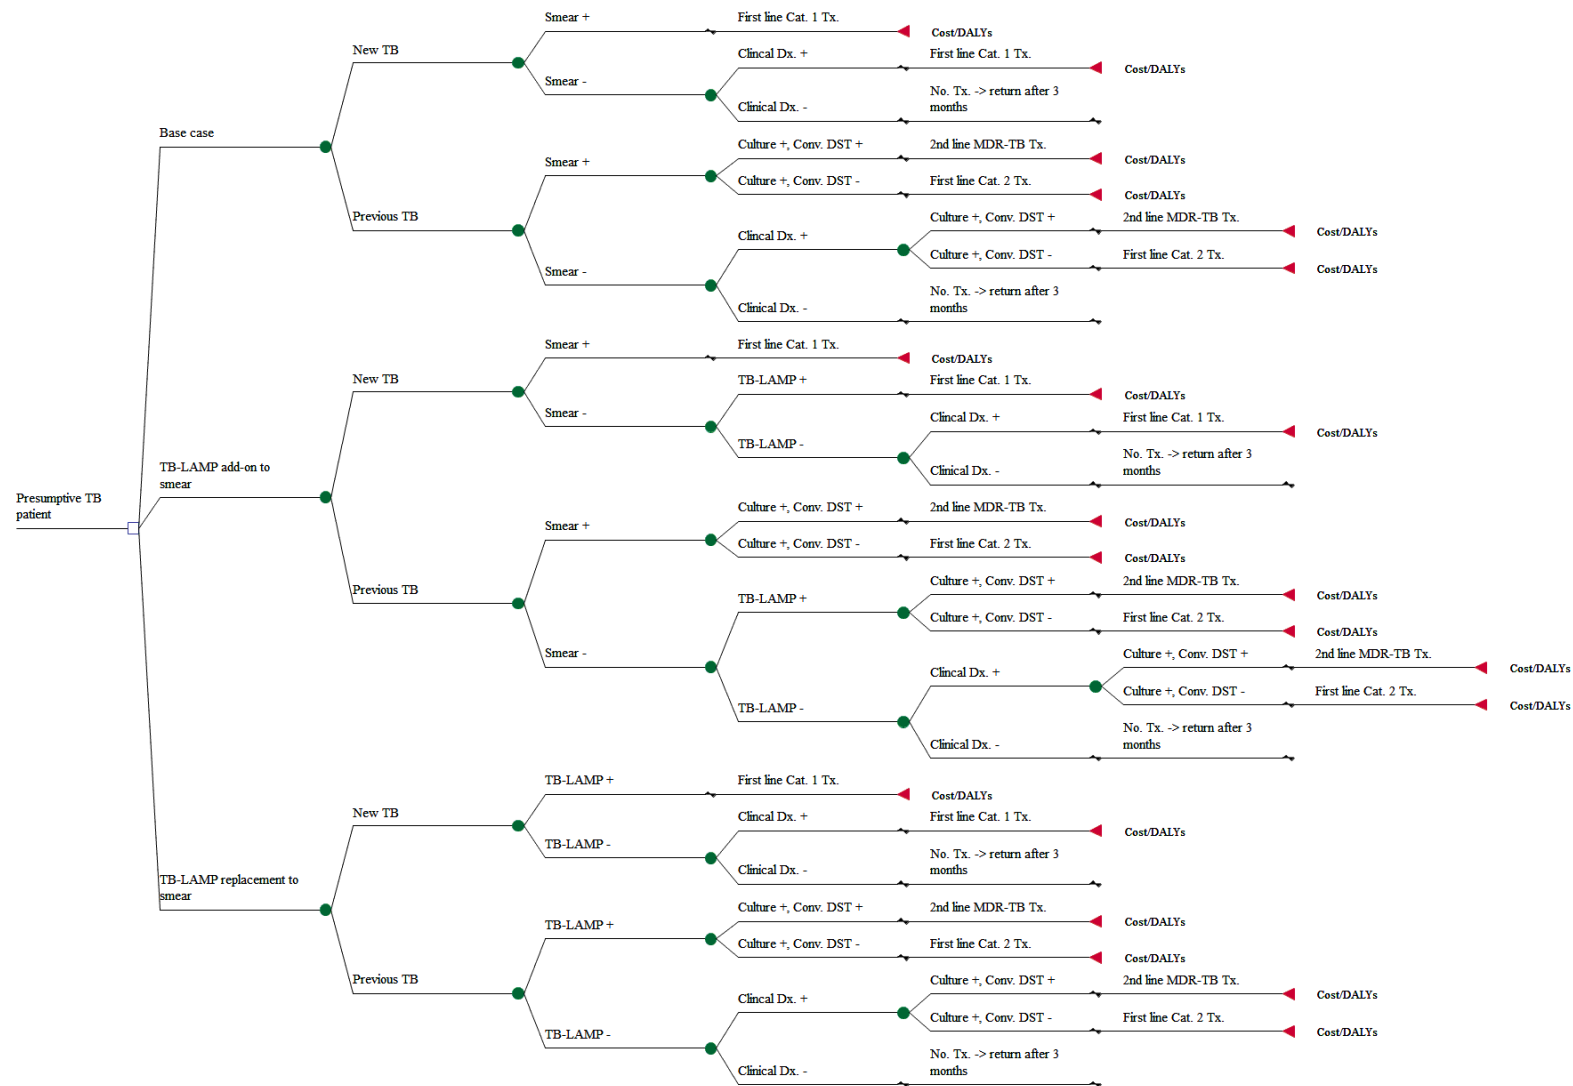 Smear +
First line Cat. 1 Tx.
Cost/DALYs
New TB
Clincal Dx. +
First line Cat. 1 Tx.
Cost/DALYs
Smear -
No. Tx. -> return after 3
months
Clinical Dx. -
Base case
Culture +, Conv. DST +
2nd line MDR-TB Tx.
Cost/DALYs
Smear +
Culture +, Conv. DST -
First line Cat. 2 Tx.
Cost/DALYs
Previous TB
Culture +, Conv. DST +
2nd line MDR-TB Tx.
Cost/DALYs
Clincal Dx. +
Culture +, Conv. DST -
First line Cat. 2 Tx.
Cost/DALYs
Smear -
No. Tx. -> return after 3
months
Clinical Dx. -
Smear +
First line Cat. 1 Tx.
Cost/DALYs
New TB
TB-LAMP +
First line Cat. 1 Tx.
Cost/DALYs
Smear -
Clincal Dx. +
First line Cat. 1 Tx.
Cost/DALYs
TB-LAMP -
No. Tx. -> return after 3
months
Clinical Dx. -
TB-LAMP add-on to
smear
Presumptive TB
patient
Culture +, Conv. DST +
2nd line MDR-TB Tx.
Cost/DALYs
Smear +
Culture +, Conv. DST -
First line Cat. 2 Tx.
Cost/DALYs
Previous TB
Culture +, Conv. DST +
2nd line MDR-TB Tx.
Cost/DALYs
TB-LAMP +
Culture +, Conv. DST -
First line Cat. 2 Tx.
Cost/DALYs
Smear -
Culture +, Conv. DST +
2nd line MDR-TB Tx.
Cost/DALYs
Clincal Dx. +
Culture +, Conv. DST -
First line Cat. 2 Tx.
Cost/DALYs
TB-LAMP -
No. Tx. -> return after 3
months
Clinical Dx. -
TB-LAMP +
First line Cat. 1 Tx.
Cost/DALYs
New TB
Clincal Dx. +
First line Cat. 1 Tx.
Cost/DALYs
TB-LAMP -
No. Tx. -> return after 3
months
Clinical Dx. -
TB-LAMP replacement to
smear
Culture +, Conv. DST +
2nd line MDR-TB Tx.
Cost/DALYs
TB-LAMP +
Culture +, Conv. DST -
First line Cat. 2 Tx.
Cost/DALYs
Previous TB
Culture +, Conv. DST +
2nd line MDR-TB Tx.
Cost/DALYs
Clincal Dx. +
Culture +, Conv. DST -
First line Cat. 2 Tx.
Cost/DALYs
TB-LAMP -
No. Tx. -> return after 3
months
Clinical Dx. -